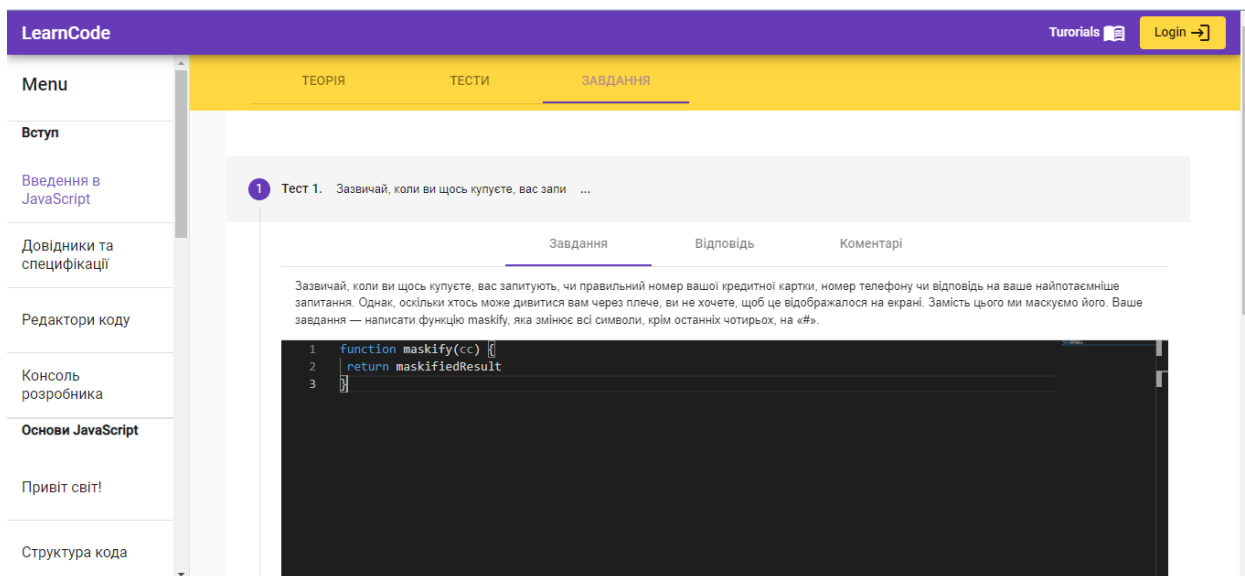 LearnCode
Turorials
Login
Menu
Вступ
Введення в
JavaScript
Довідники та
специфікації
Редактори коду
Консоль
розробника
Основи JavaScript
Привіт світ!
Структура кода
ТЕОРІЯ ТЕСТИ ЗАВДАННЯ
1 Тест 1. Зазвичай, коли ви щось купуєте, вас запи ...
Завдання Відповідь Коментарі
Зазвичай, коли ви щось купуєте, вас запитують, чи правильний номер вашої кредитної картки, номер телефону чи відповідь на ваше найпотаємніше
запитання. Однак, оскільки хтось може дивитися вам через плече, ви не хочете, щоб це відображалося на екрані. Замість цього ми маскуємо його. Ваше
завдання — написати функцію maskify, яка змінює всі символи, крім останніх чотирьох, на «#».
1 function maskify(cc) {
2 return maskifiedResult
3 }